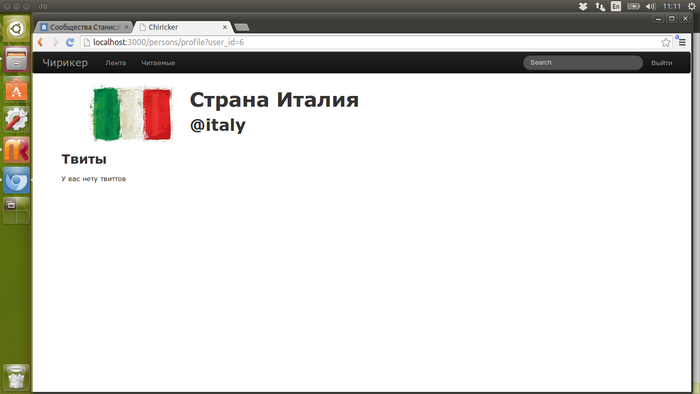 db
En
11:11
Сообщества Станисл
Chiricker
localhost:3000/persons/profile?user_id=6
Чирикер
Лента
Читаемые
Search
Выйти
Страна Италия
@italy
Твиты
У вас нету твиттов